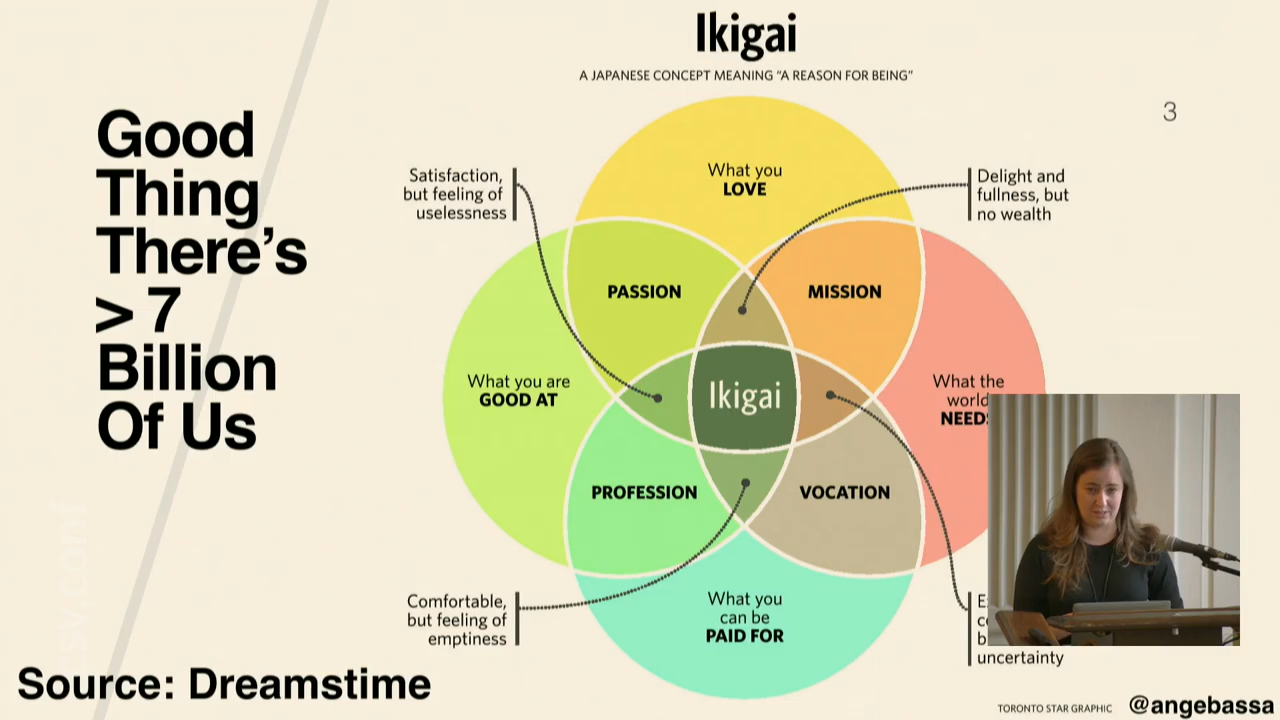 Ikigai
A JAPANESE CONCEPT MEANING “A REASON FOR BEING”
3
Good
Thing
There’s
> 7
Billion
Of Us
Satisfaction,
but feeling of
uselessness
What you
LOVE
Delight and
fullness, but
no wealth
PASSION
MISSION
What you are
GOOD AT
Ikigai
What the
world
PROFESSION
VOCATION
Comfortable,
but feeling of
emptiness
What you
can be
PAID FOR
uncertainty
sv.conf
Source: Dreamstime
TORONTO STAR GRAPHIC
@angebassa